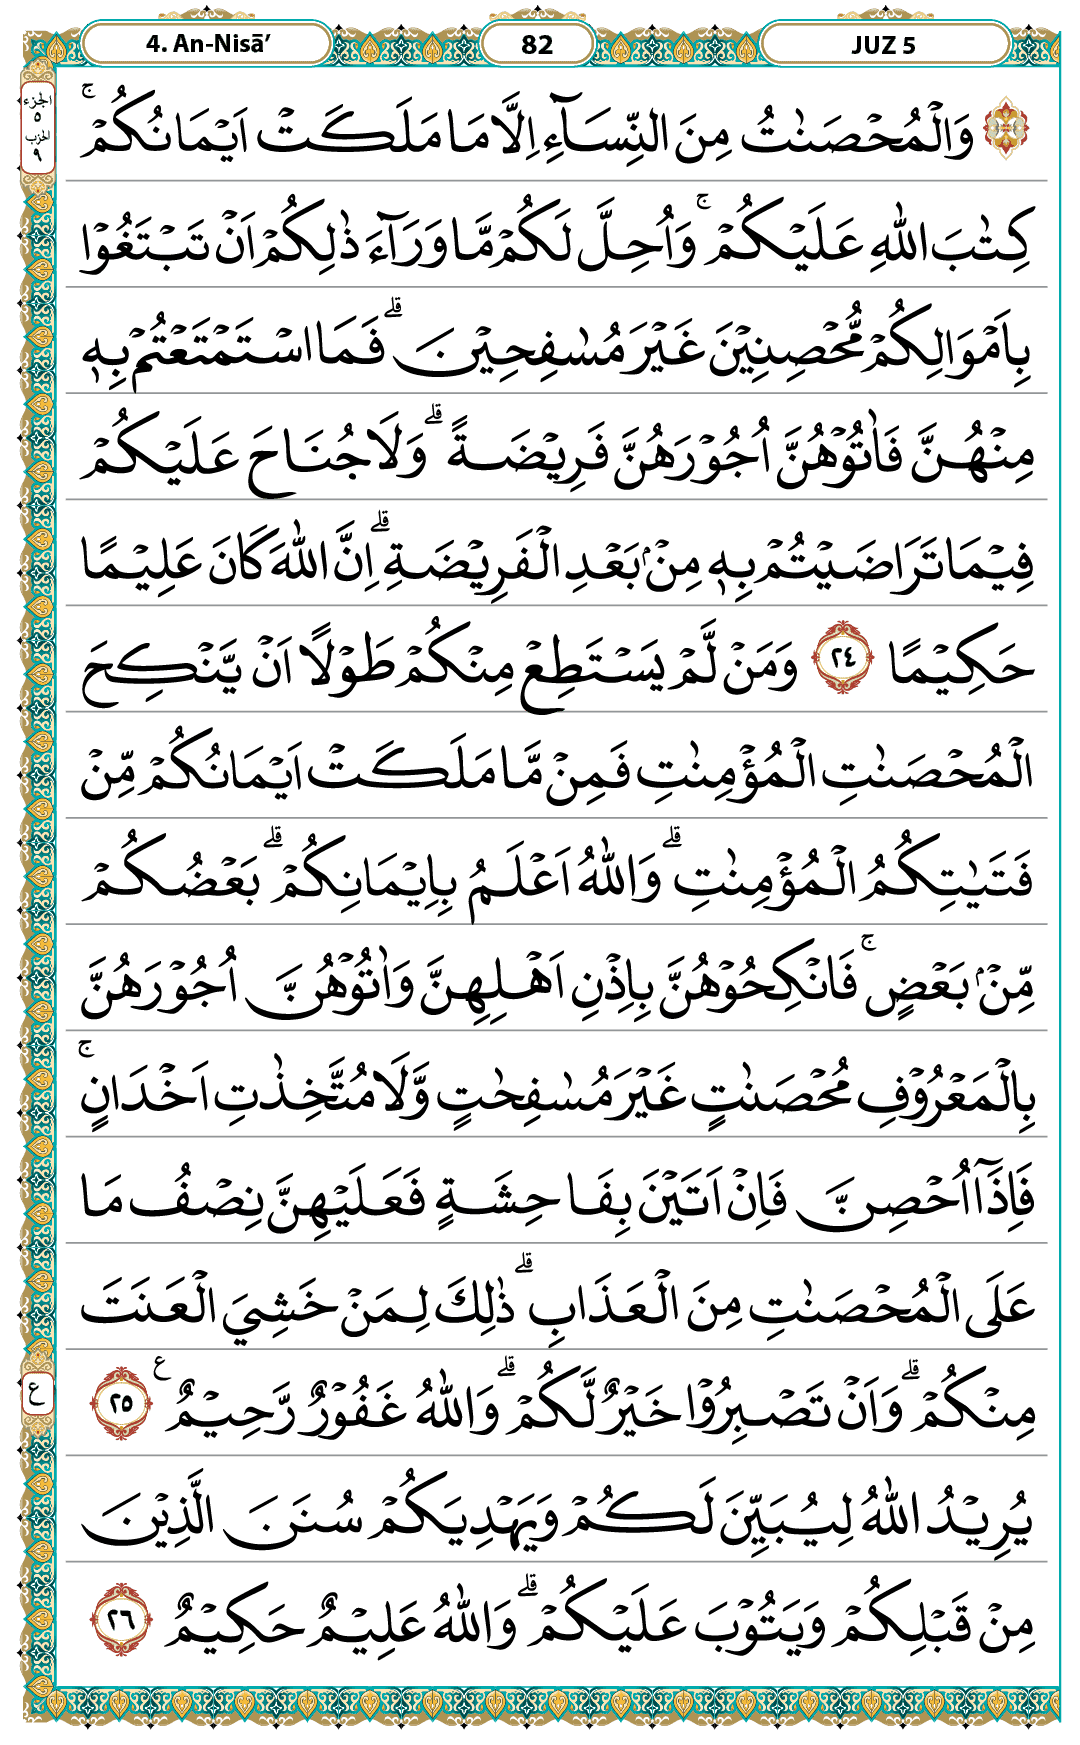 4. An-Nisā’
82
JUZ 5
الجزء
٥
الحزب
٩
۞ وَالْمُحْصَنٰتُ مِنَ النِّسَاۤءِ اِلَّا مَا مَلَكَتْ اَيْمَانُكُمْۚ
كِتٰبَ اللّٰهِ عَلَيْكُمْۚ وَاُحِلَّ لَكُمْ مَّا وَرَاۤءَ ذٰلِكُمْ اَنْ تَبْتَغُوْا
بِاَمْوَالِكُمْ مُّحْصِنِيْنَ غَيْرَ مُسٰفِحِيْنَۗ فَمَا اسْتَمْتَعْتُمْ بِهٖ
مِنْهُنَّ فَاٰتُوْهُنَّ اُجُوْرَهُنَّ فَرِيْضَةًۗ وَلَا جُنَاحَ عَلَيْكُمْ
فِيْمَا تَرَاضَيْتُمْ بِهٖ مِنْۢ بَعْدِ الْفَرِيْضَةِۗ اِنَّ اللّٰهَ كَانَ عَلِيْمًا
حَكِيْمًا ٢٤ وَمَنْ لَّمْ يَسْتَطِعْ مِنْكُمْ طَوْلًا اَنْ يَّنْكِحَ
الْمُحْصَنٰتِ الْمُؤْمِنٰتِ فَمِنْ مَّا مَلَكَتْ اَيْمَانُكُمْ مِّنْ
فَتَيٰتِكُمُ الْمُؤْمِنٰتِۗ وَاللّٰهُ اَعْلَمُ بِاِيْمَانِكُمْۗ بَعْضُكُمْ
مِّنْۢ بَعْضٍۚ فَانْكِحُوْهُنَّ بِاِذْنِ اَهْلِهِنَّ وَاٰتُوْهُنَّ اُجُوْرَهُنَّ
بِالْمَعْرُوْفِ مُحْصَنٰتٍ غَيْرَ مُسٰفِحٰتٍ وَّلَا مُتَّخِذٰتِ اَخْدَانٍۚ
فَاِذَآ اُحْصِنَّ فَاِنْ اَتَيْنَ بِفَاحِشَةٍ فَعَلَيْهِنَّ نِصْفُ مَا
عَلَى الْمُحْصَنٰتِ مِنَ الْعَذَابِۗ ذٰلِكَ لِمَنْ خَشِيَ الْعَنَتَ
مِنْكُمْۗ وَاَنْ تَصْبِرُوْا خَيْرٌ لَّكُمْۗ وَاللّٰهُ غَفُوْرٌ رَّحِيْمٌ ࣖ ٢٥
ع
يُرِيْدُ اللّٰهُ لِيُبَيِّنَ لَكُمْ وَيَهْدِيَكُمْ سُنَنَ الَّذِيْنَ
مِنْ قَبْلِكُمْ وَيَتُوْبَ عَلَيْكُمْۗ وَاللّٰهُ عَلِيْمٌ حَكِيْمٌ ٢٦